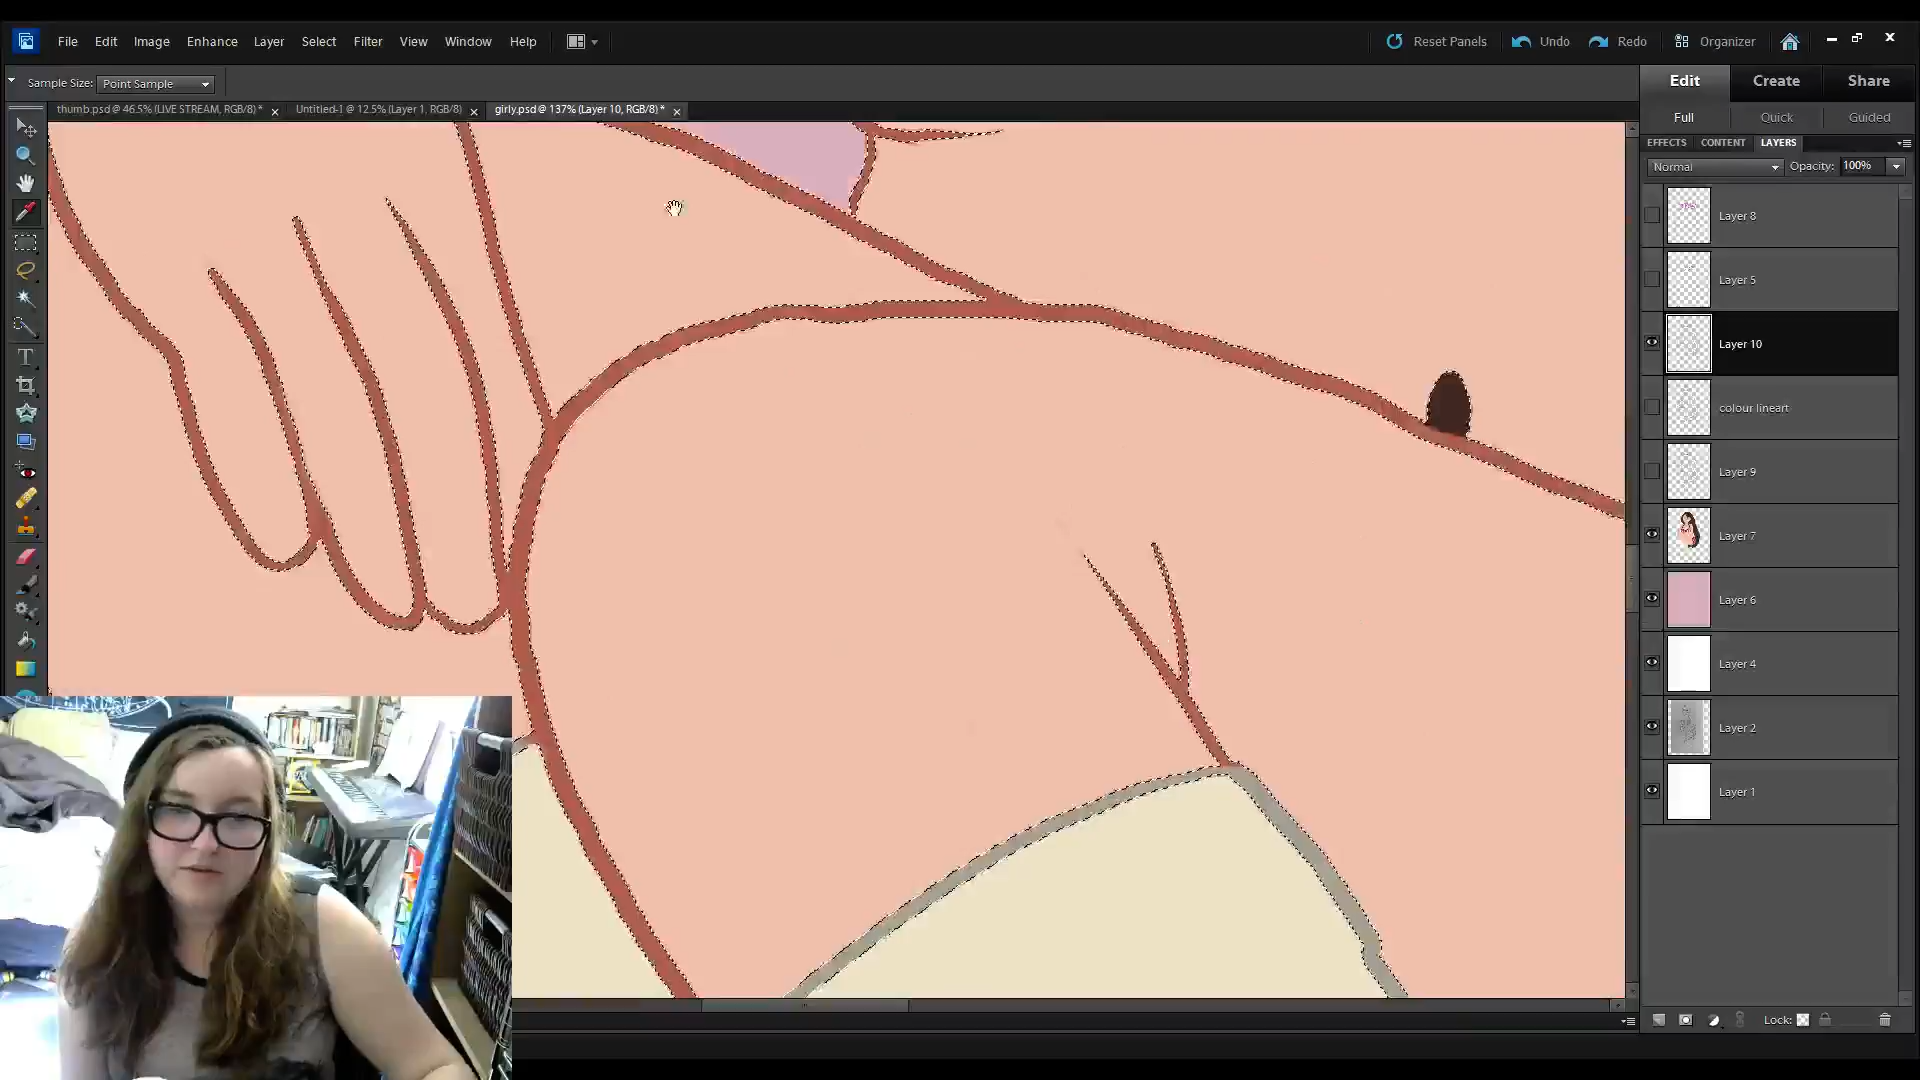 File Edit Image Enhance Layer Select Filter View Window Help
Reset Panels Undo Redo Organizer
Sample Size: Point Sample
Edit Create Share
thumb.psd @ 46.5% (LIVE STREAM, RGB/8) * Untitled-1 @ 12.5% (Layer 1, RGB/8) girly.psd @ 137% (Layer 10, RGB/8) *
Full Quick Guided
EFFECTS CONTENT LAYERS
Normal Opacity: 100%
Layer 8
Layer 5
Layer 10
colour lineart
Layer 9
Layer 7
Layer 6
Layer 4
Layer 2
Layer 1
Lock: